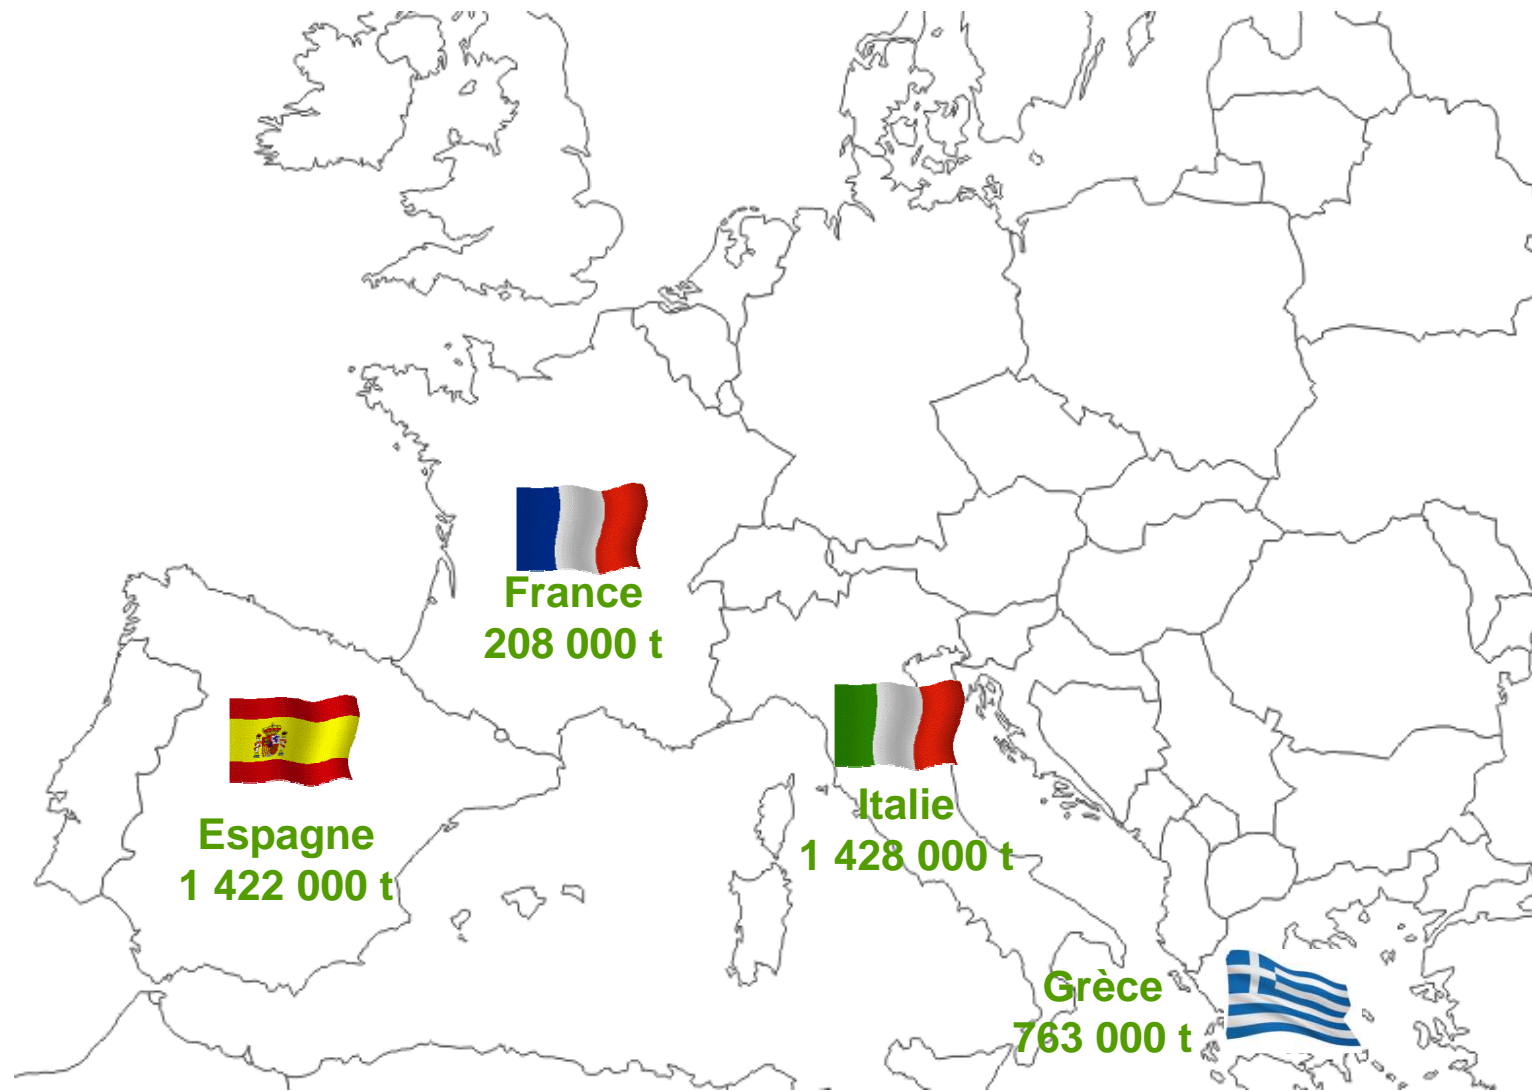 France
208 000 t
Espagne
1 422 000 t
Italie
1 428 000 t
Grèce
763 000 t